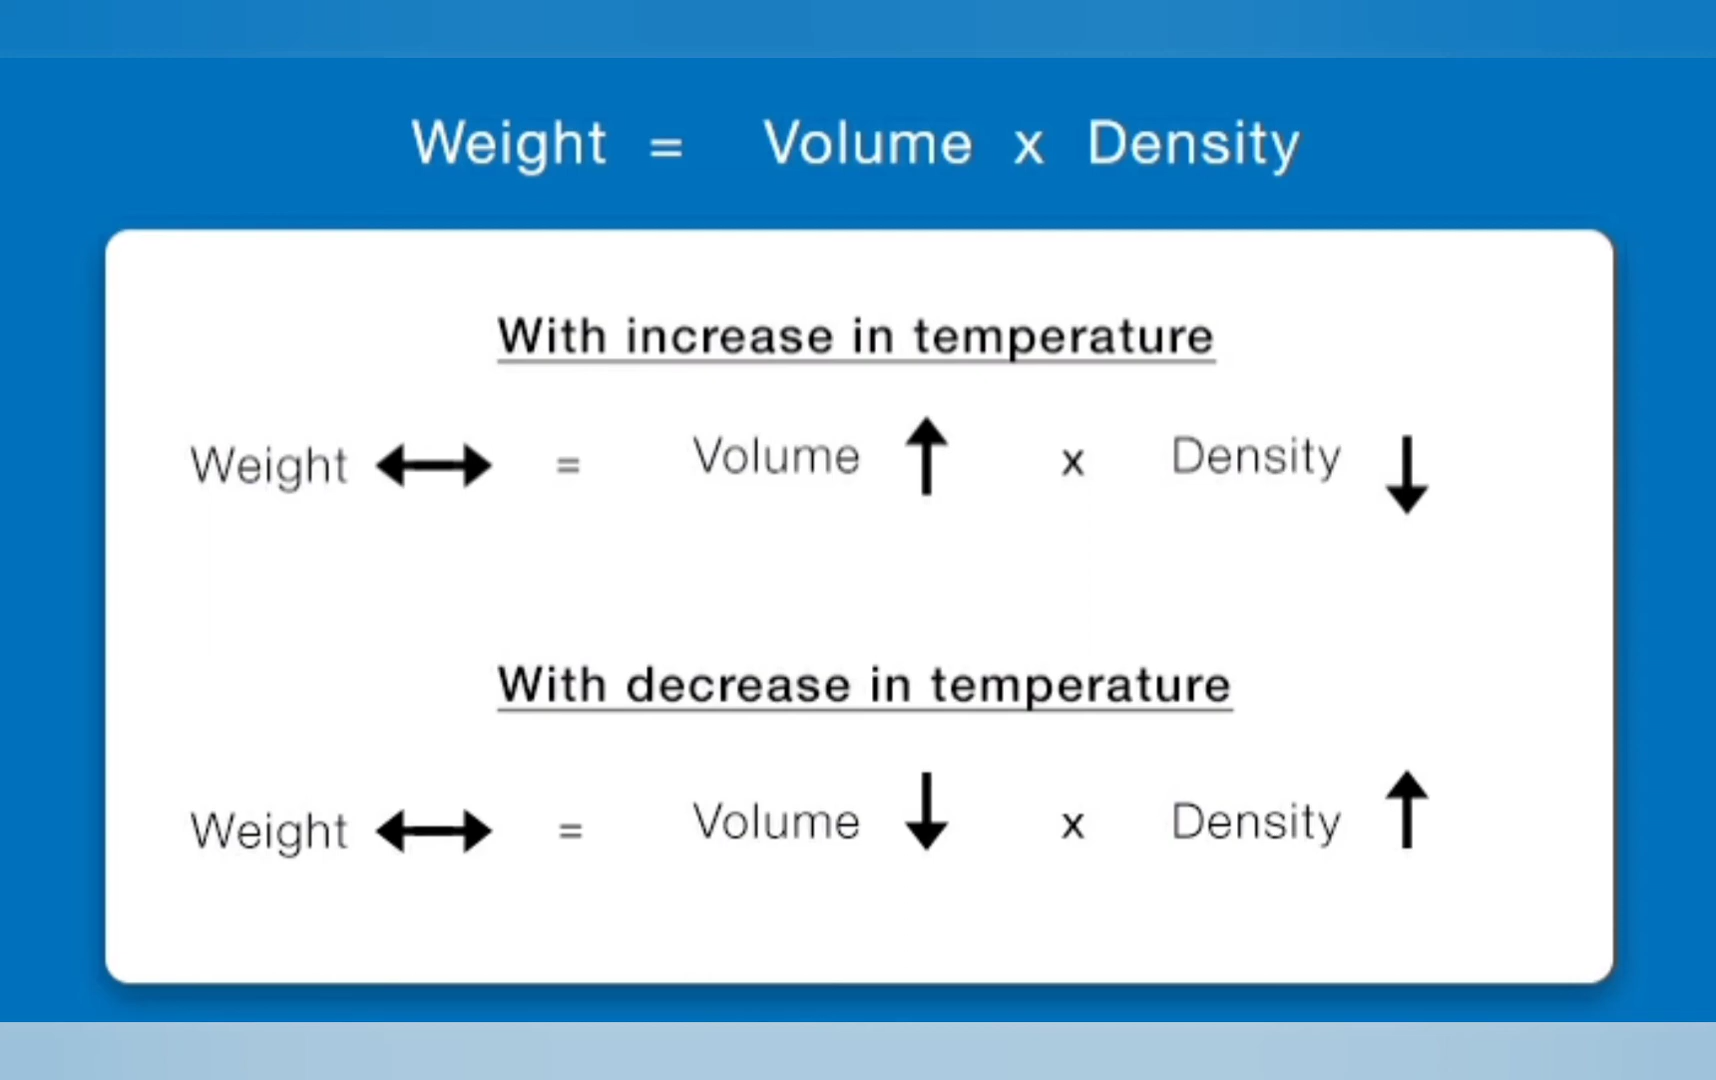 Weight = Volume x Density
With increase in temperature
Weight ↔ = Volume ↑ x Density ↓
With decrease in temperature
Weight ↔ = Volume ↓ x Density ↑